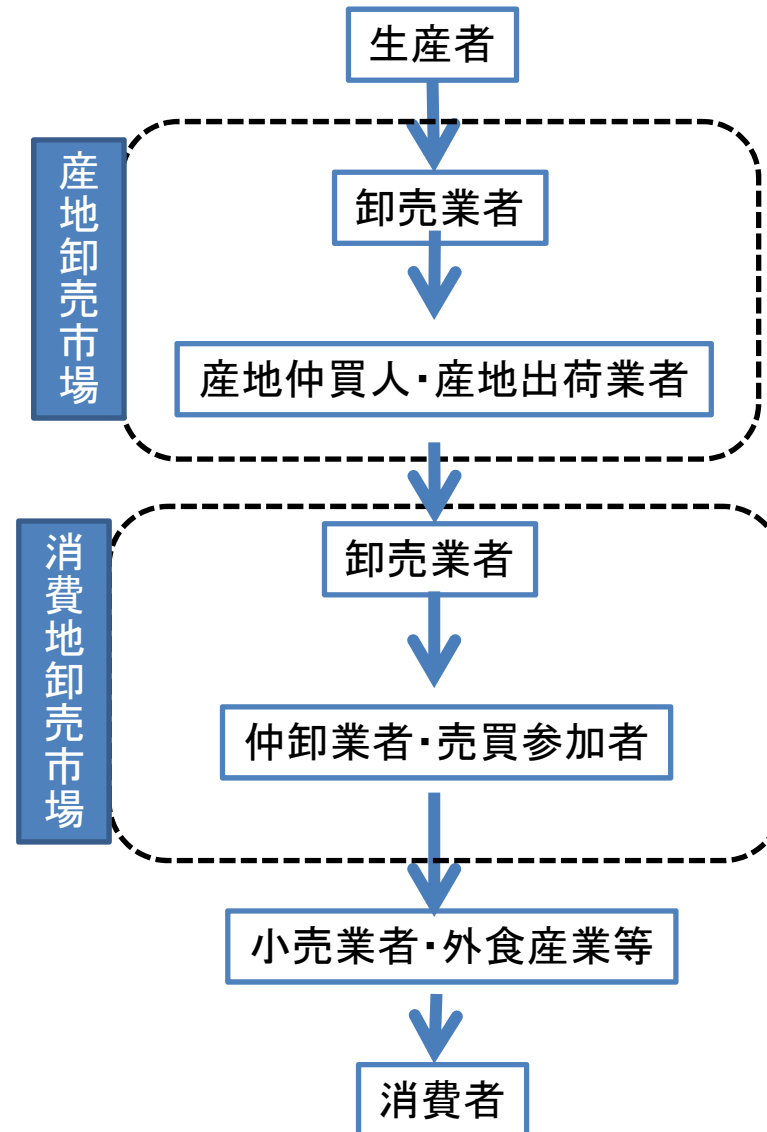 生産者
産地卸売市場
卸売業者
産地仲買人・産地出荷業者
消費地卸売市場
卸売業者
仲卸業者・売買参加者
小売業者・外食産業等
消費者